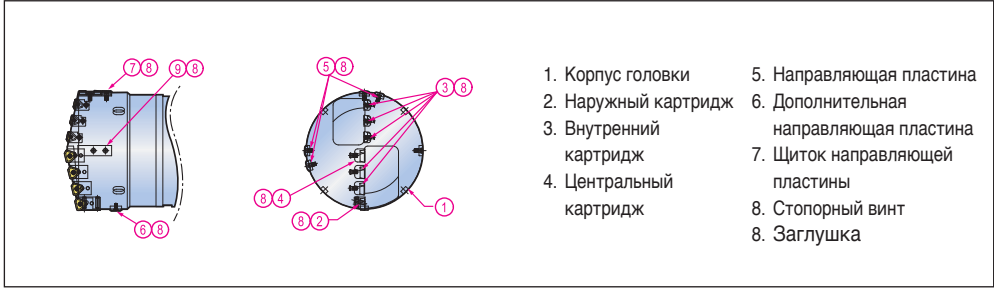 7 8
9 8
5 8
3 8
8 4
8 2
1
6 8
1. Корпус головки
2. Наружный картридж
3. Внутренний
картридж
4. Центральный
картридж
5. Направляющая пластина
6. Дополнительная
направляющая пластина
7. Щиток направляющей
пластины
8. Стопорный винт
8. Заглушка